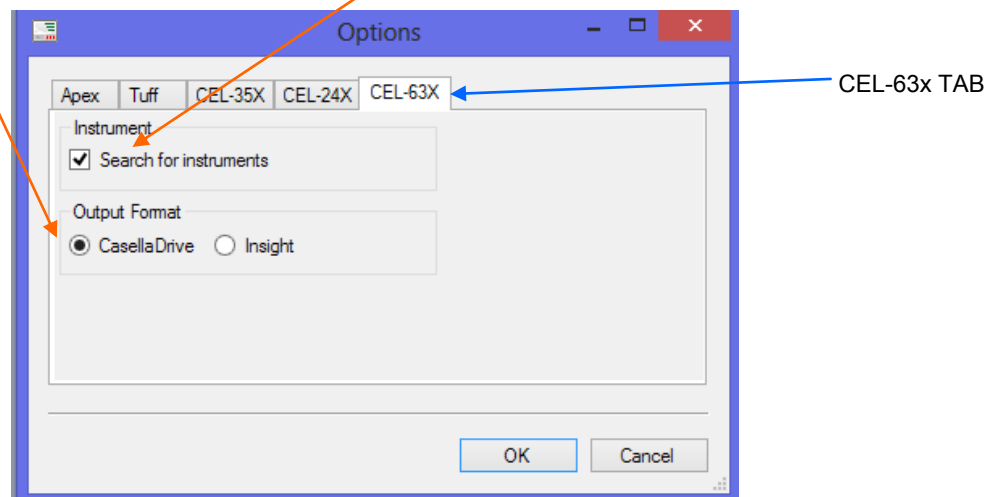 Options
Apex Tuff CEL-35X CEL-24X CEL-63X
CEL-63x TAB
Instrument
Search for instruments
Output Format
CasellaDrive Insight
OK Cancel